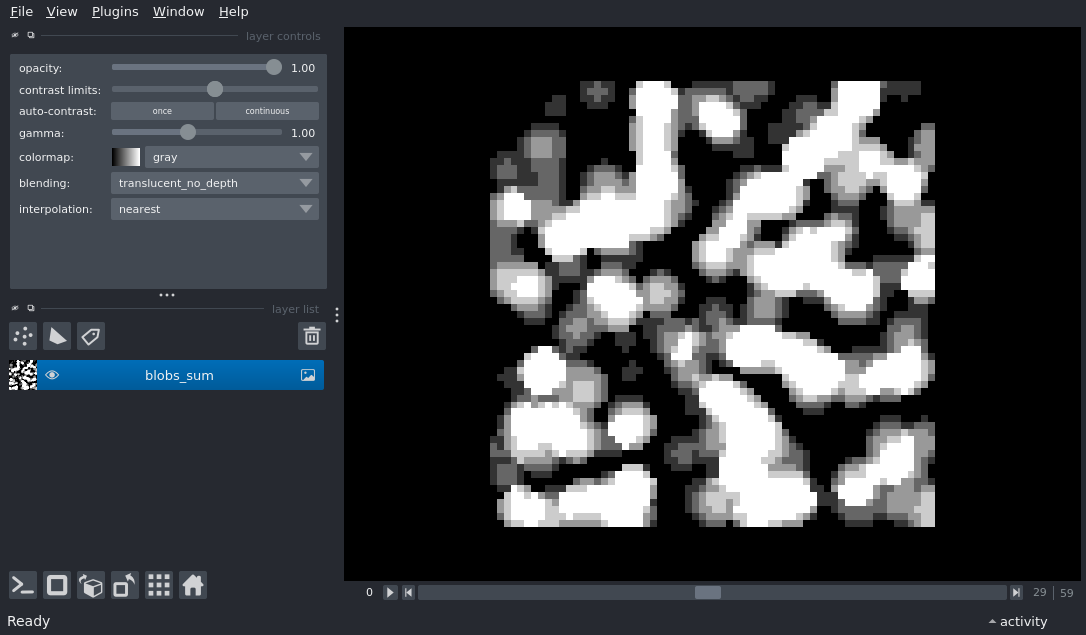 File View Plugins Window Help
layer controls
opacity: 1.00
contrast limits:
auto-contrast: once continuous
gamma: 1.00
colormap: gray
blending: translucent_no_depth
interpolation: nearest
layer list
blobs_sum
0 29 59
Ready activity